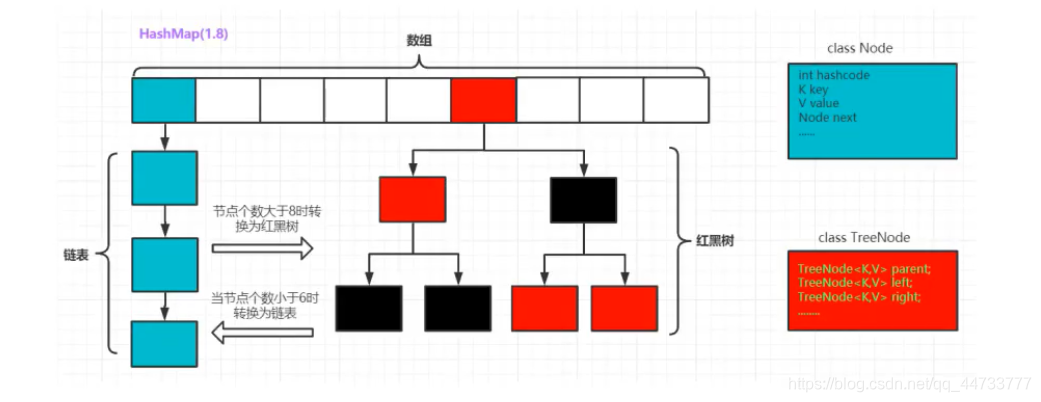 HashMap(1.8)
数组
class Node
int hashcode
K key
V value
Node next
......
链表
节点个数大于8时转
换为红黑树
当节点个数小于6时
转换为链表
红黑树
class TreeNode
TreeNode<K,V> parent;
TreeNode<K,V> left;
TreeNode<K,V> right;
........
https://blog.csdn.net/qq_44733777